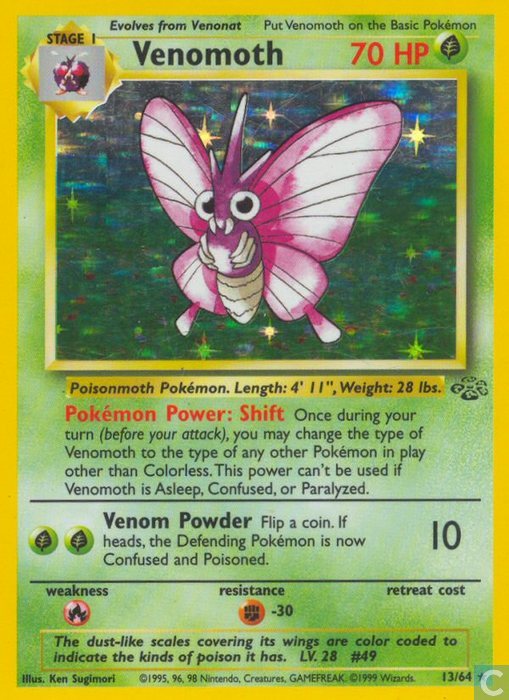 STAGE 1
Evolves from Venonat
Put Venomoth on the Basic Pokémon
Venomoth
70 HP
Poisonmoth Pokémon. Length: 4' 11", Weight: 28 lbs.
Pokémon Power: Shift Once during your
turn (before your attack), you may change the type of
Venomoth to the type of any other Pokémon in play
other than Colorless. This power can't be used if
Venomoth is Asleep, Confused, or Paralyzed.
Venom Powder Flip a coin. If
heads, the Defending Pokémon is now
Confused and Poisoned.
10
weakness
resistance
retreat cost
-30
The dust-like scales covering its wings are color coded to
indicate the kinds of poison it has. LV. 28 #49
Illus. Ken Sugimori
©1995, 96, 98 Nintendo, Creatures, GAMEFREAK. ©1999 Wizards.
13/64 ★
C